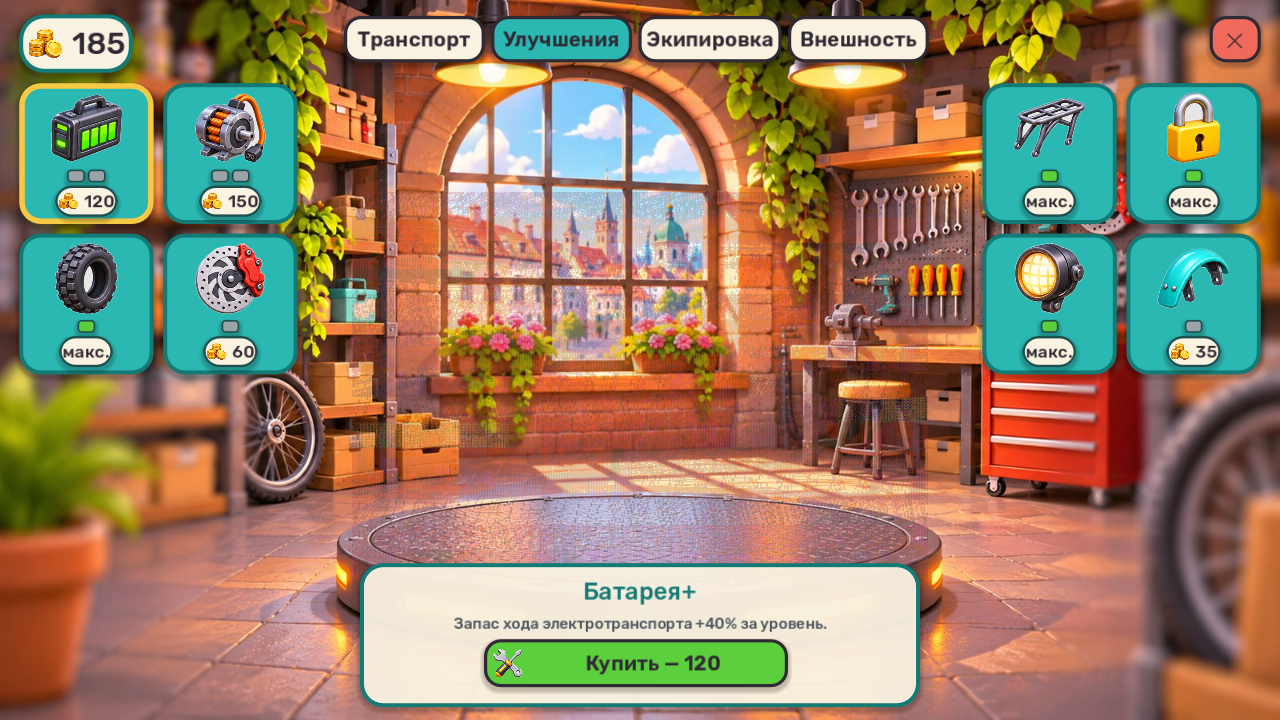 185
Транспорт
Улучшения
Экипировка
Внешность
120
150
макс.
60
макс.
макс.
макс.
35
Батарея+
Запас хода электротранспорта +40% за уровень.
Купить — 120